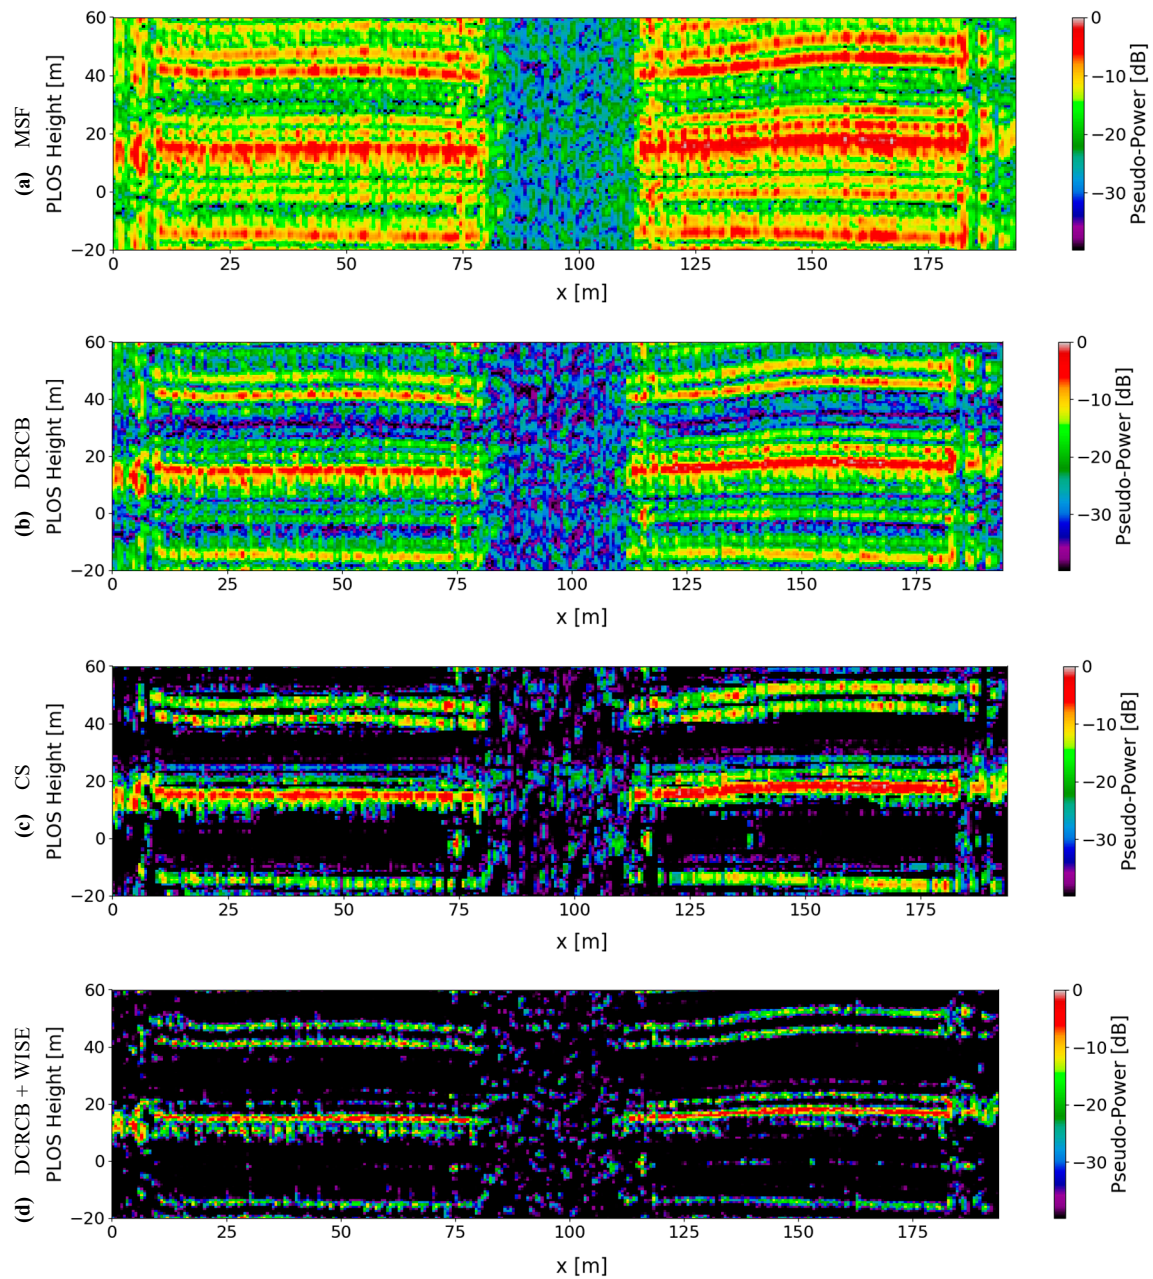 (a) MSF
PLOS Height [m]
60
40
20
0
−20
0 25 50 75 100 125 150 175
x [m]
0
−10
−20
−30
Pseudo-Power [dB]
(b) DCRCB
PLOS Height [m]
60
40
20
0
−20
0 25 50 75 100 125 150 175
x [m]
0
−10
−20
−30
Pseudo-Power [dB]
(c) CS
PLOS Height [m]
60
40
20
0
−20
0 25 50 75 100 125 150 175
x [m]
0
−10
−20
−30
Pseudo-Power [dB]
(d) DCRCB + WISE
PLOS Height [m]
60
40
20
0
−20
0 25 50 75 100 125 150 175
x [m]
0
−10
−20
−30
Pseudo-Power [dB]